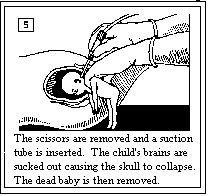 5
The scissors are removed and a suction
tube is inserted. The child's brains are
sucked out causing the skull to collapse.
The dead baby is then removed.